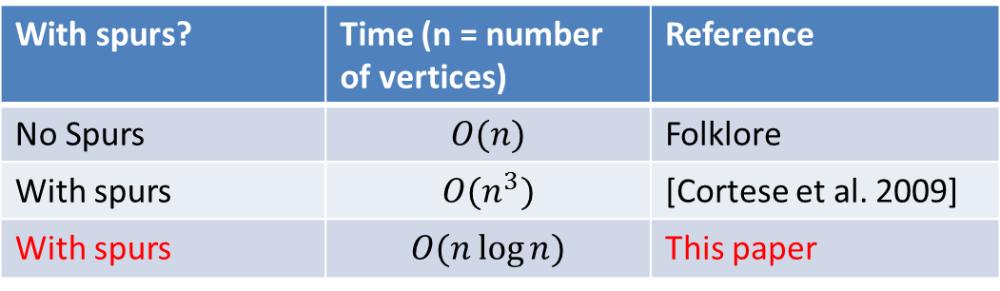 With spurs? Time (n = number of vertices) Reference
No Spurs O(n) Folklore
With spurs O(n³) [Cortese et al. 2009]
With spurs O(n log n) This paper